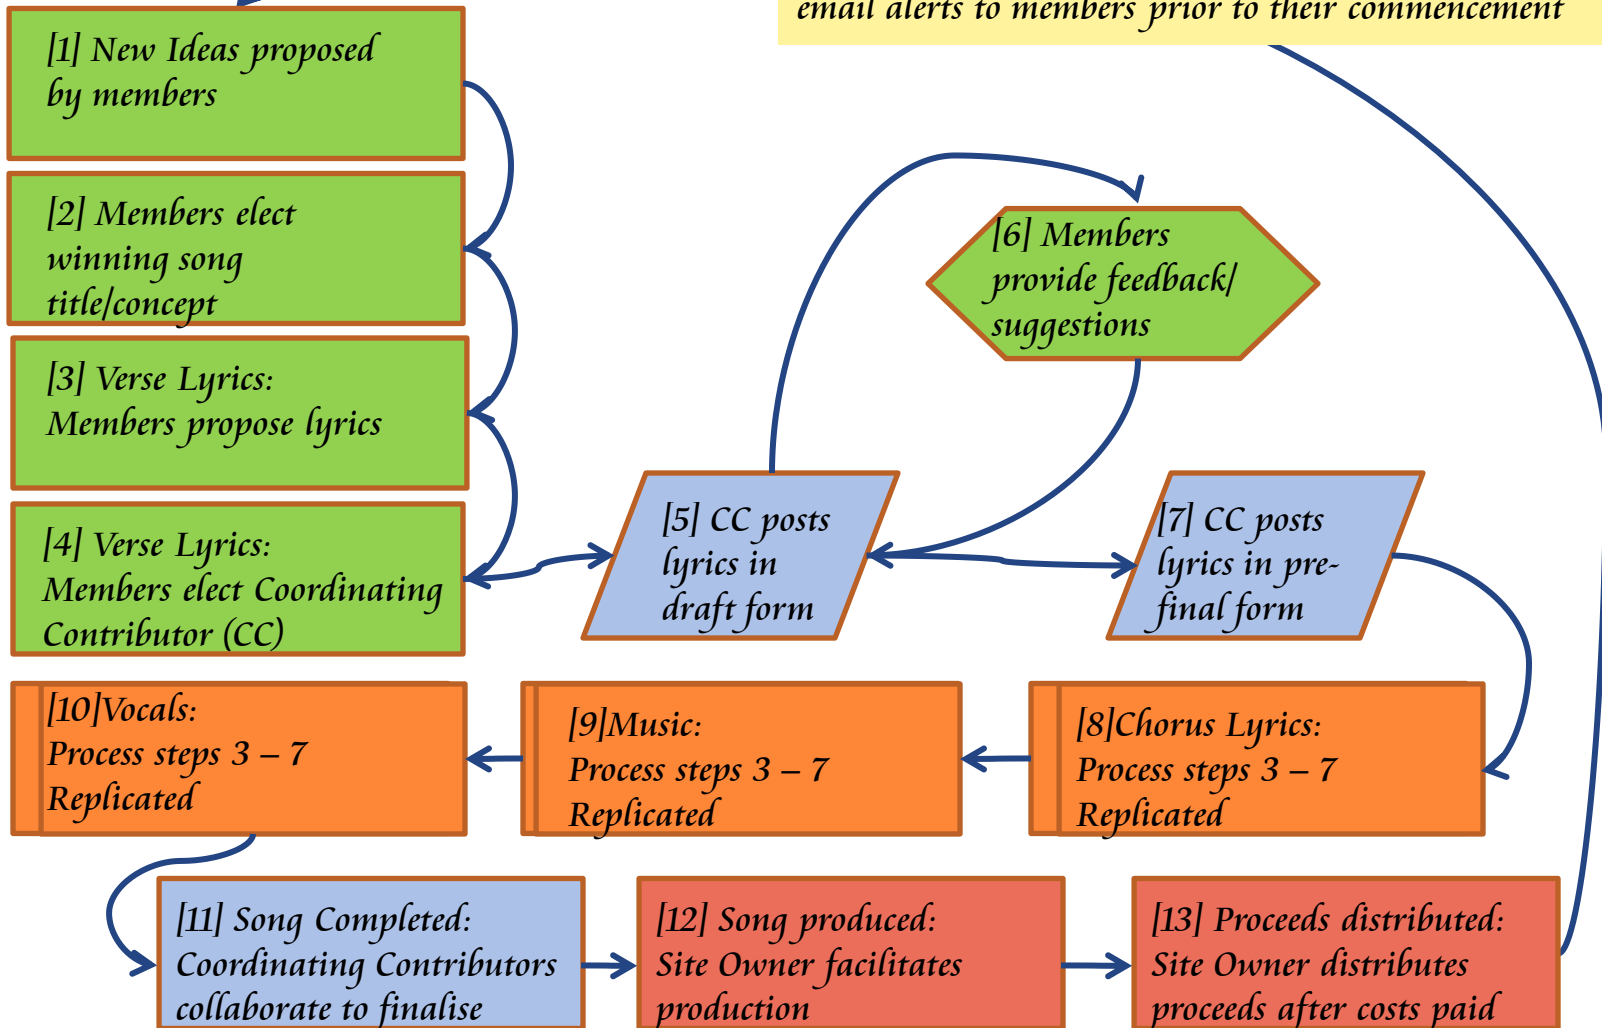 email alerts to members prior to their commencement
[1] New Ideas proposed
by members
[2] Members elect
winning song
title/concept
[3] Verse Lyrics:
Members propose lyrics
[4] Verse Lyrics:
Members elect Coordinating
Contributor (CC)
[5] CC posts
lyrics in
draft form
[6] Members
provide feedback/
suggestions
[7] CC posts
lyrics in pre-
final form
[8]Chorus Lyrics:
Process steps 3 – 7
Replicated
[9]Music:
Process steps 3 – 7
Replicated
[10]Vocals:
Process steps 3 – 7
Replicated
[11] Song Completed:
Coordinating Contributors
collaborate to finalise
[12] Song produced:
Site Owner facilitates
production
[13] Proceeds distributed:
Site Owner distributes
proceeds after costs paid